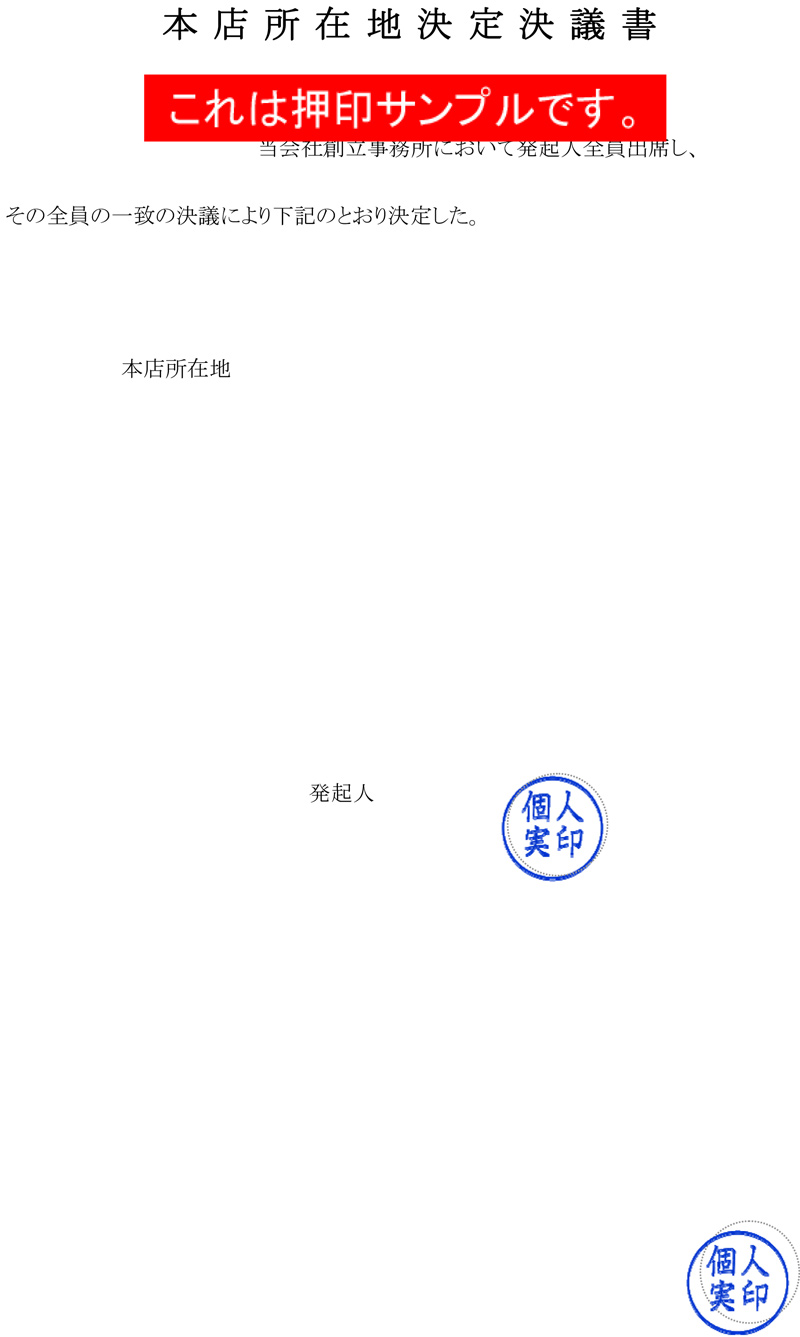 本店所在地決定決議書
これは押印サンプルです。
当会社創立事務所において発起人全員出席し、
その全員の一致の決議により下記のとおり決定した。
本店所在地
発起人
個人
実印
個人
実印